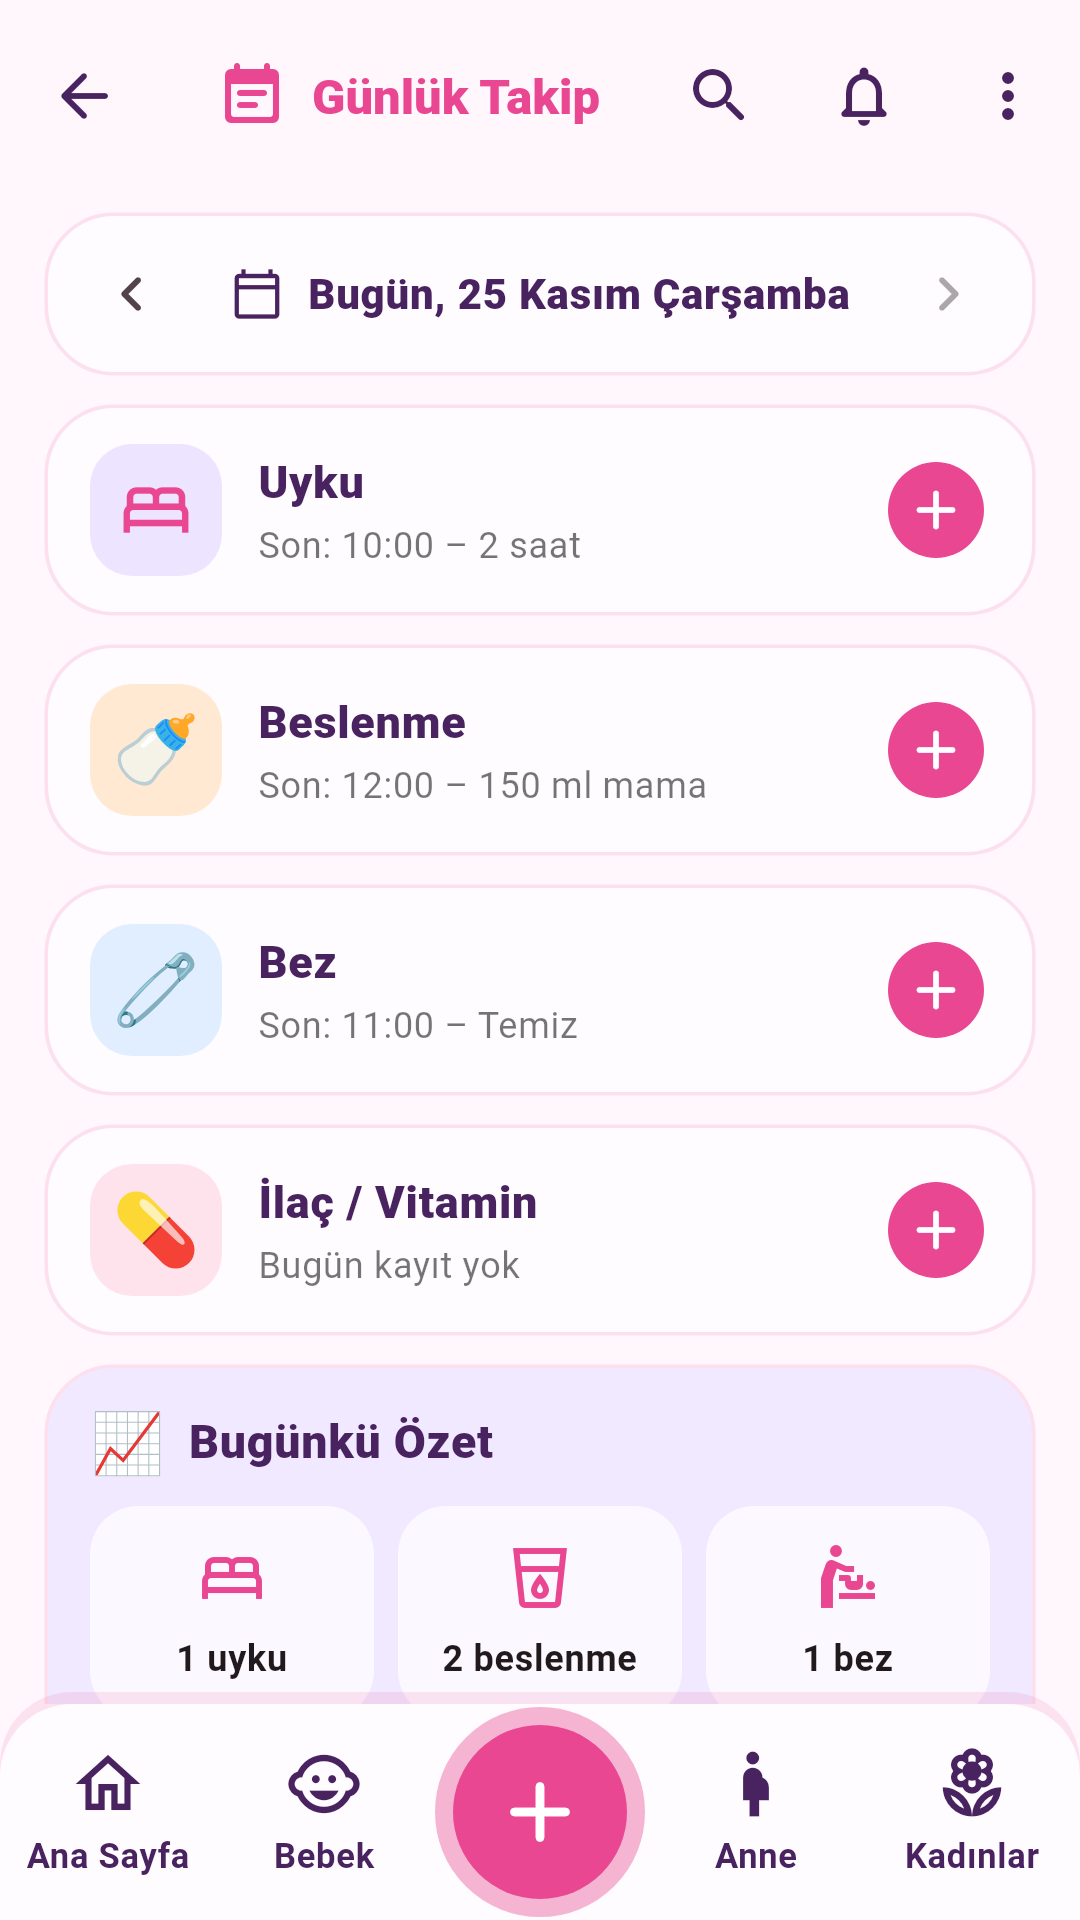 Günlük Takip
Bugün, 25 Kasım Çarşamba
Uyku
Son: 10:00 – 2 saat
Beslenme
Son: 12:00 – 150 ml mama
Bez
Son: 11:00 – Temiz
İlaç / Vitamin
Bugün kayıt yok
Bugünkü Özet
1 uyku
2 beslenme
1 bez
Ana Sayfa
Bebek
Anne
Kadınlar